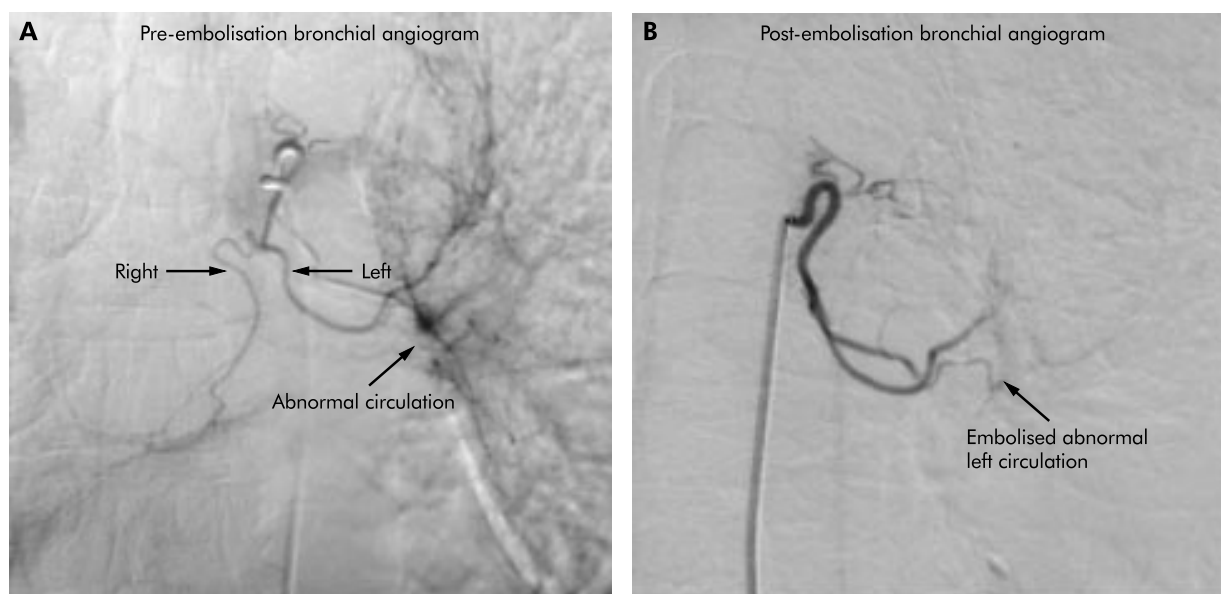 A
Pre-embolisation bronchial angiogram
Right
Left
Abnormal circulation
B
Post-embolisation bronchial angiogram
Embolised abnormal
left circulation